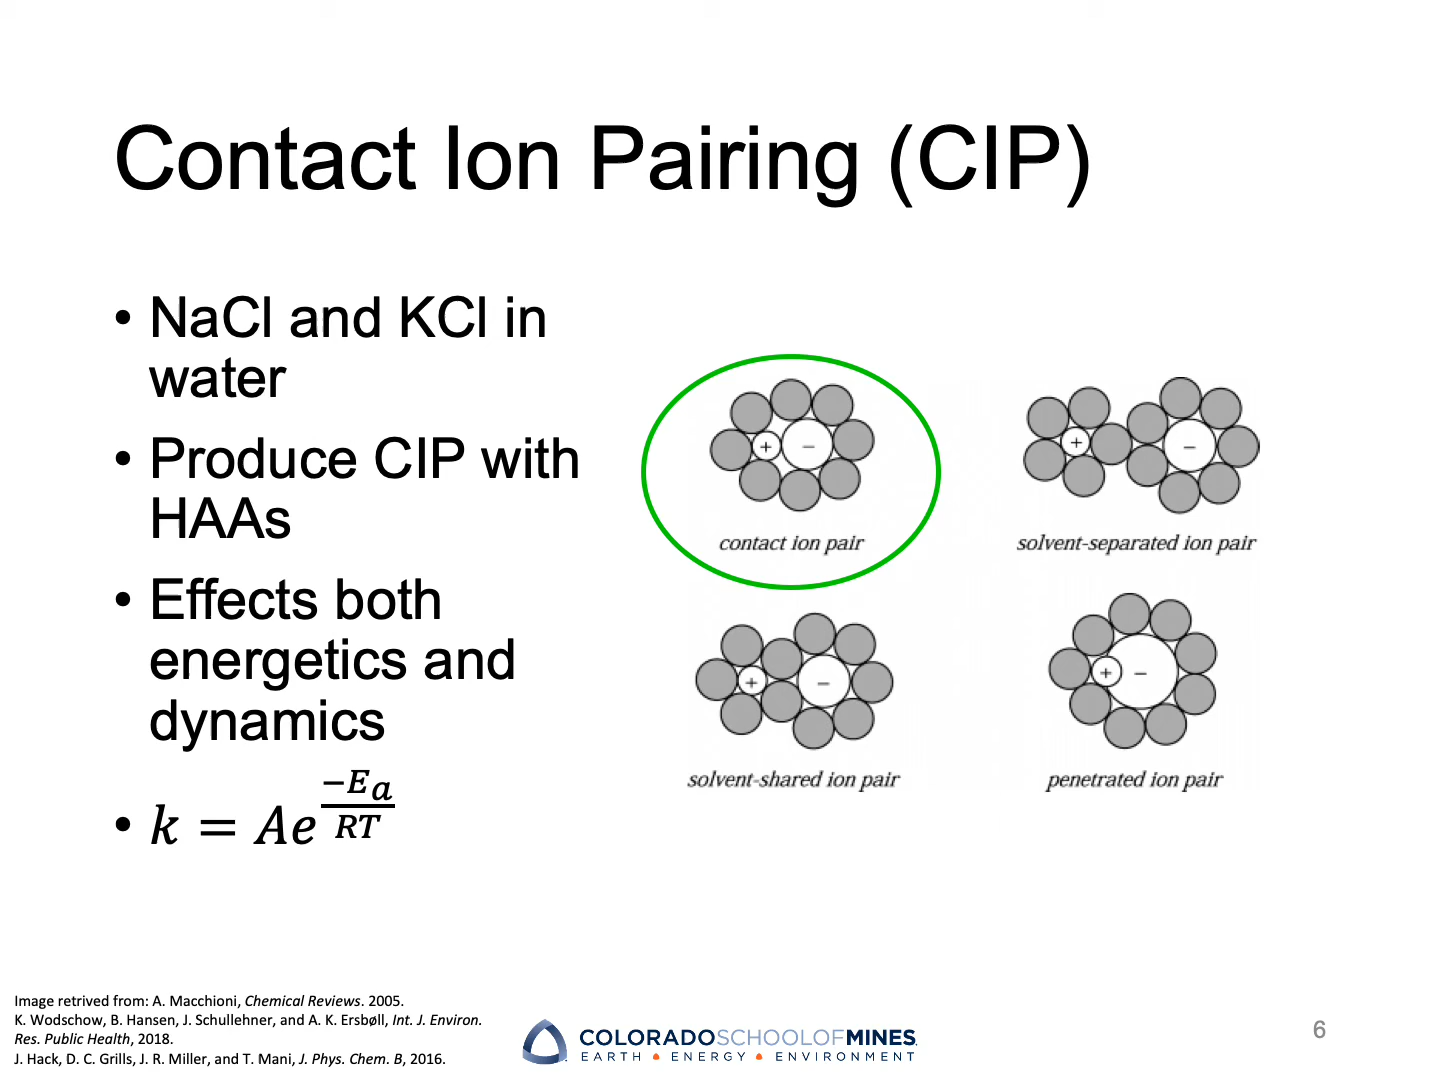 Contact Ion Pairing (CIP)
• NaCl and KCl in
water
• Produce CIP with
HAAs
• Effects both
energetics and
dynamics
• k = Ae^(−Ea/RT)
+ −
contact ion pair
+ −
solvent-separated ion pair
+ −
solvent-shared ion pair
+ −
penetrated ion pair
Image retrived from: A. Macchioni, Chemical Reviews. 2005.
K. Wodschow, B. Hansen, J. Schullehner, and A. K. Ersbøll, Int. J. Environ.
Res. Public Health, 2018.
J. Hack, D. C. Grills, J. R. Miller, and T. Mani, J. Phys. Chem. B, 2016.
COLORADOSCHOOLOFMINES
EARTH • ENERGY • ENVIRONMENT
6